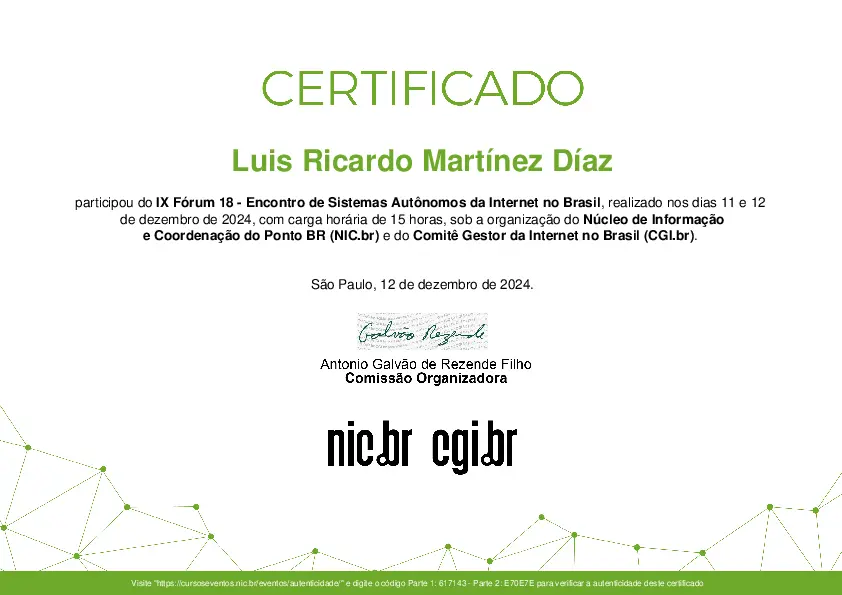 CERTIFICADO
Luis Ricardo Martínez Díaz
participou do IX Fórum 18 - Encontro de Sistemas Autônomos da Internet no Brasil, realizado nos dias 11 e 12
de dezembro de 2024, com carga horária de 15 horas, sob a organização do Núcleo de Informação
e Coordenação do Ponto BR (NIC.br) e do Comitê Gestor da Internet no Brasil (CGI.br).
São Paulo, 12 de dezembro de 2024.
Galvão Rezende
Antonio Galvão de Rezende Filho
Comissão Organizadora
nic.br cgi.br
Visite "https://cursoseventos.nic.br/eventos/autenticidade/" e digite o código Parte 1: 617143 - Parte 2: E70E7E para verificar a autenticidade deste certificado